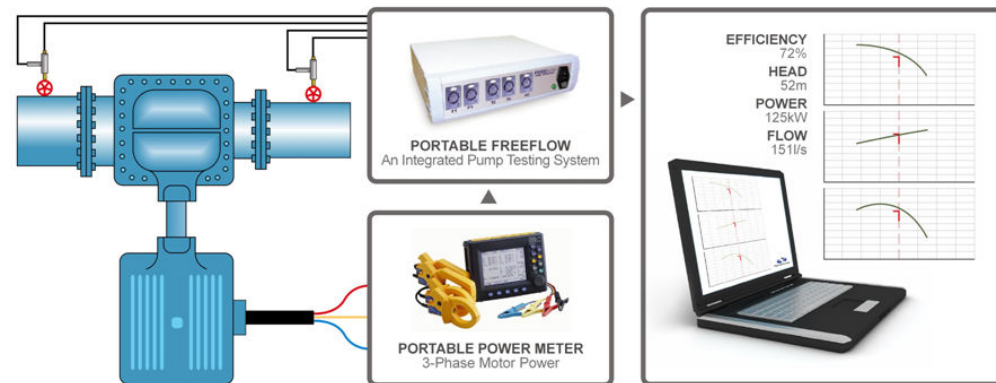 PORTABLE FREEFLOW
An Integrated Pump Testing System
PORTABLE POWER METER
3-Phase Motor Power
EFFICIENCY
72%
HEAD
52m
POWER
125kW
FLOW
151l/s